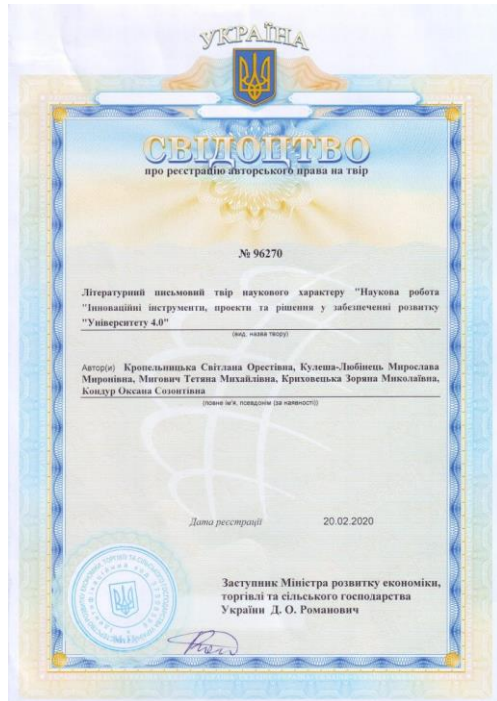 УКРАЇНА
СВІДОЦТВО
про реєстрацію авторського права на твір
№ 96270
Літературний письмовий твір наукового характеру "Наукова робота
"Інноваційні інструменти, проекти та рішення у забезпеченні розвитку
"Університету 4.0"
(вид, назва твору)
Автор(и) Кропельницька Світлана Орестівна, Кулеша-Любінець Мирослава
Миронівна, Мигович Тетяна Михайлівна, Криховецька Зоряна Миколаївна,
Кондур Оксана Созонтівна
(повне ім'я, псевдонім (за наявності))
Дата реєстрації 20.02.2020
Заступник Міністра розвитку економіки,
торгівлі та сільського господарства
України Д. О. Романович